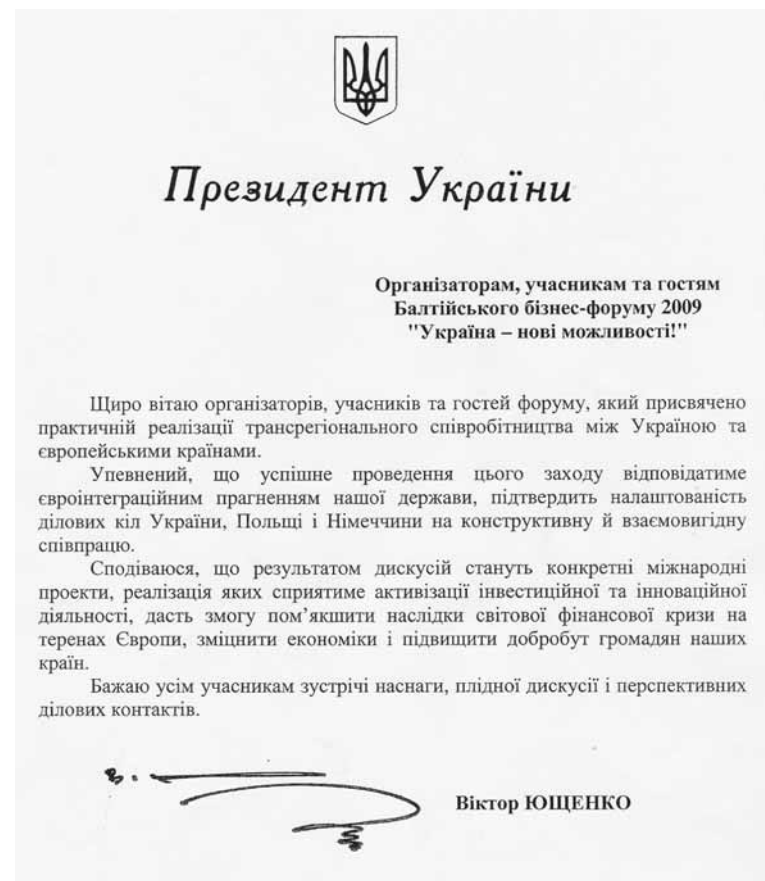 Президент України
Організаторам, учасникам та гостям
Балтійського бізнес-форуму 2009
"Україна – нові можливості!"
Щиро вітаю організаторів, учасників та гостей форуму, який присвячено
практичній реалізації трансрегіонального співробітництва між Україною та
європейськими країнами.
Упевнений, що успішне проведення цього заходу відповідатиме
євроінтеграційним прагненням нашої держави, підтвердить налаштованість
ділових кіл України, Польщі і Німеччини на конструктивну й взаємовигідну
співпрацю.
Сподіваюся, що результатом дискусій стануть конкретні міжнародні
проекти, реалізація яких сприятиме активізації інвестиційної та інноваційної
діяльності, дасть змогу пом’якшити наслідки світової фінансової кризи на
теренах Європи, зміцнити економіки і підвищити добробут громадян наших
країн.
Бажаю усім учасникам зустрічі наснаги, плідної дискусії і перспективних
ділових контактів.
Віктор ЮЩЕНКО